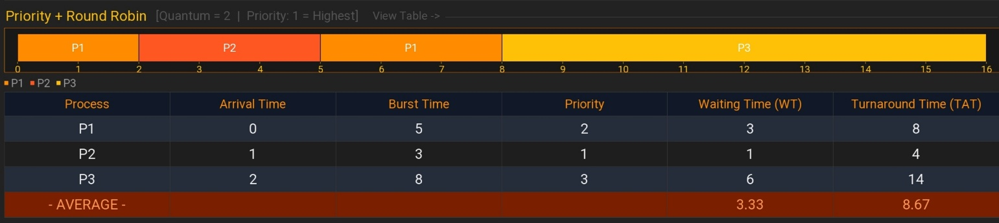 Priority + Round Robin [Quantum = 2 | Priority: 1 = Highest] View Table ->
P1 P2 P1 P3
0 1 2 3 4 5 6 7 8 9 10 11 12 13 14 15 16
P1 P2 P3
Process Arrival Time Burst Time Priority Waiting Time (WT) Turnaround Time (TAT)
P1 0 5 2 3 8
P2 1 3 1 1 4
P3 2 8 3 6 14
- AVERAGE - 3.33 8.67